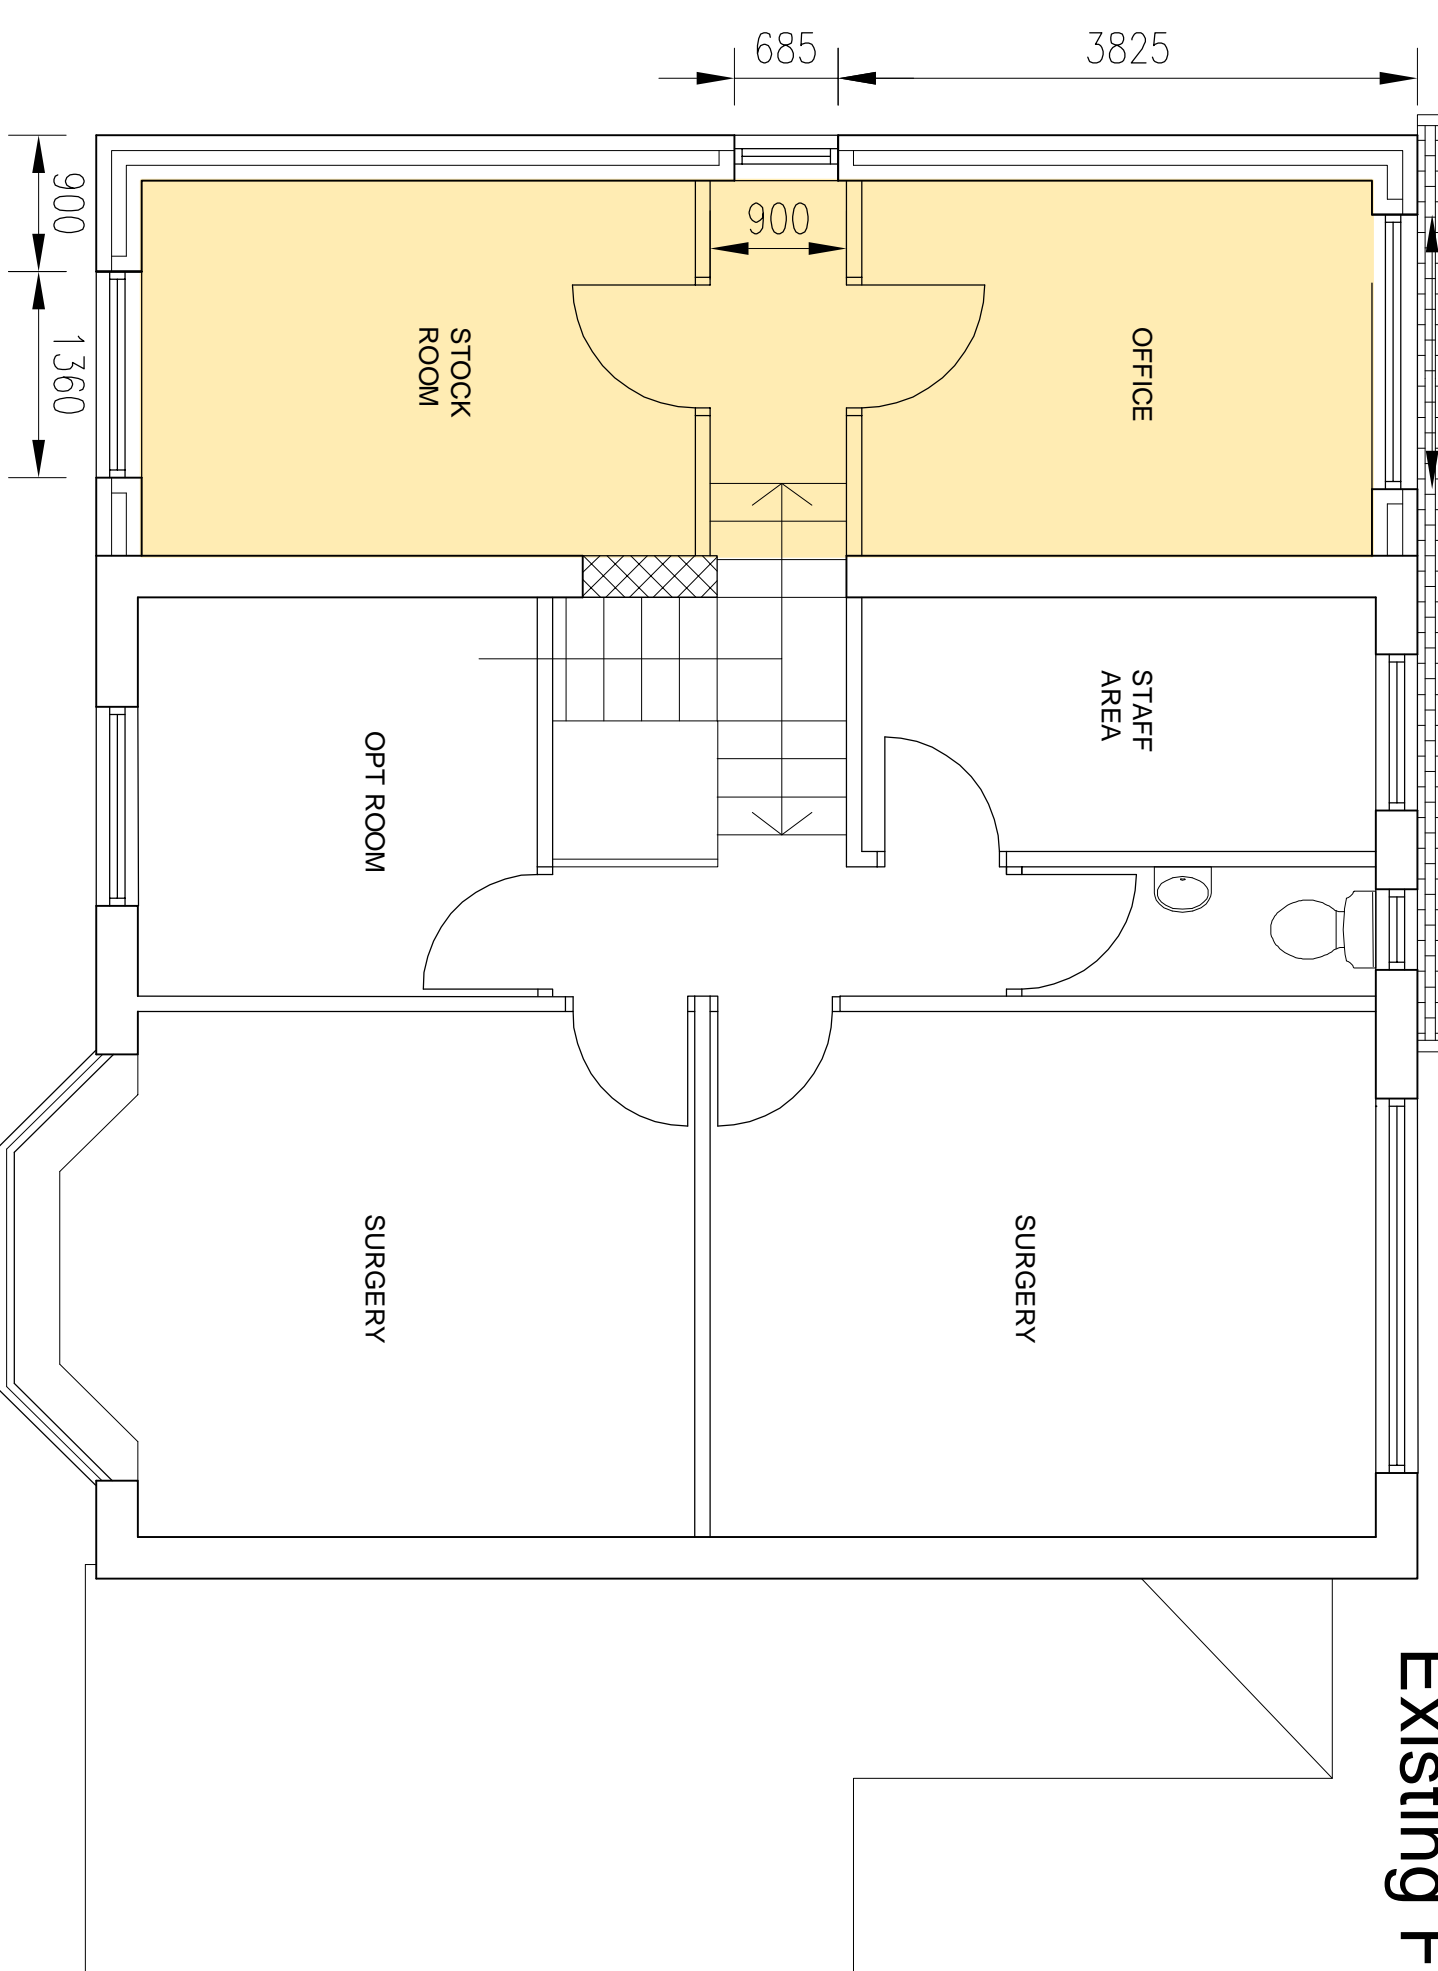 685
3825
900
1360
900
STOCK
ROOM
OFFICE
STAFF
AREA
OPT ROOM
SURGERY
SURGERY
Existing